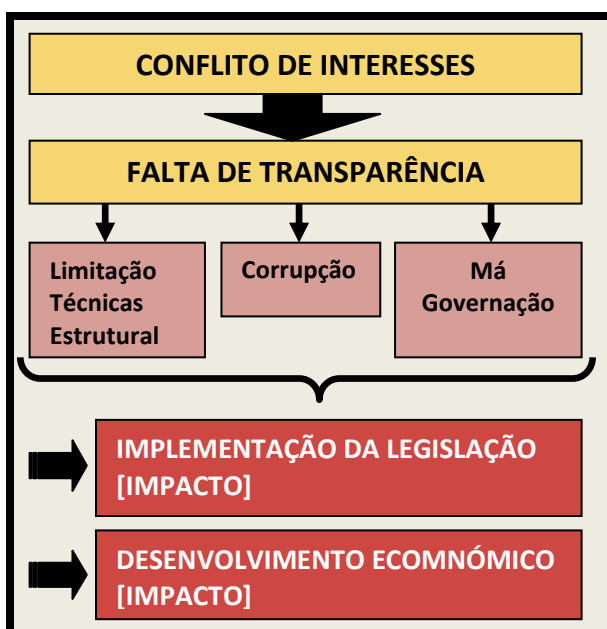 CONFLITO DE INTERESSES
FALTA DE TRANSPARÊNCIA
Limitação
Técnicas
Estrutural
Corrupção
Má
Governação
IMPLEMENTAÇÃO DA LEGISLAÇÃO
[IMPACTO]
DESENVOLVIMENTO ECOMNÓMICO
[IMPACTO]